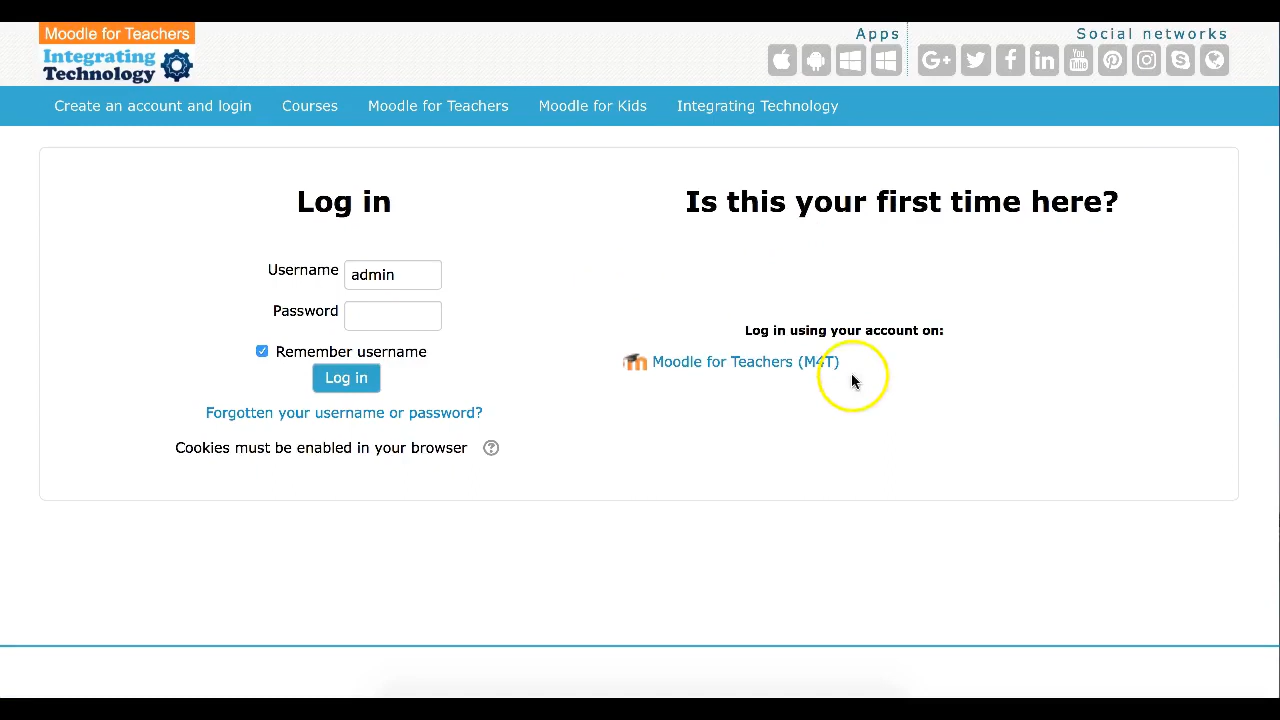 Moodle for Teachers
Integrating
Technology
Apps
Social networks
G+
You
Tube
Create an account and login
Courses
Moodle for Teachers
Moodle for Kids
Integrating Technology
Log in
Username
admin
Password
Remember username
Log in
Forgotten your username or password?
Cookies must be enabled in your browser
?
Is this your first time here?
Log in using your account on:
Moodle for Teachers (M4T)